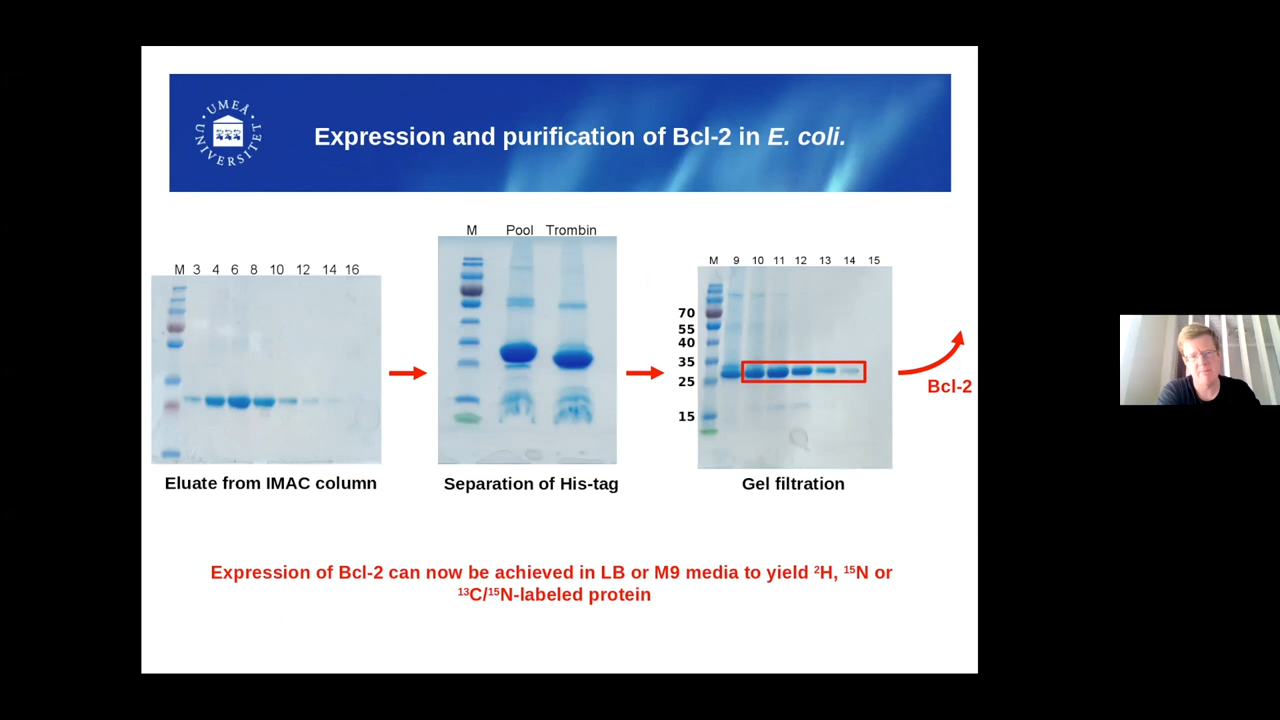 UMEÅ UNIVERSITET
Expression and purification of Bcl-2 in E. coli.
M 3 4 6 8 10 12 14 16
Eluate from IMAC column
M Pool Trombin
Separation of His-tag
M 9 10 11 12 13 14 15
70
55
40
35
25
15
Gel filtration
Bcl-2
Expression of Bcl-2 can now be achieved in LB or M9 media to yield ²H, ¹⁵N or
¹³C/¹⁵N-labeled protein